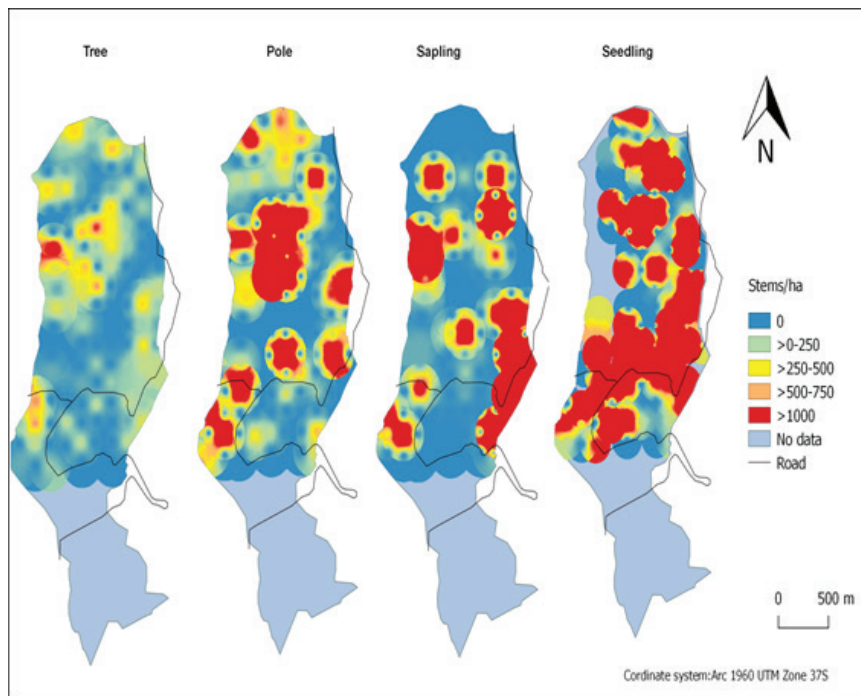 Tree
Pole
Sapling
Seedling
N
Stems/ha
0
>0-250
>250-500
>500-750
>1000
No data
Road
0 500 m
Cordinate system:Arc 1960 UTM Zone 37S